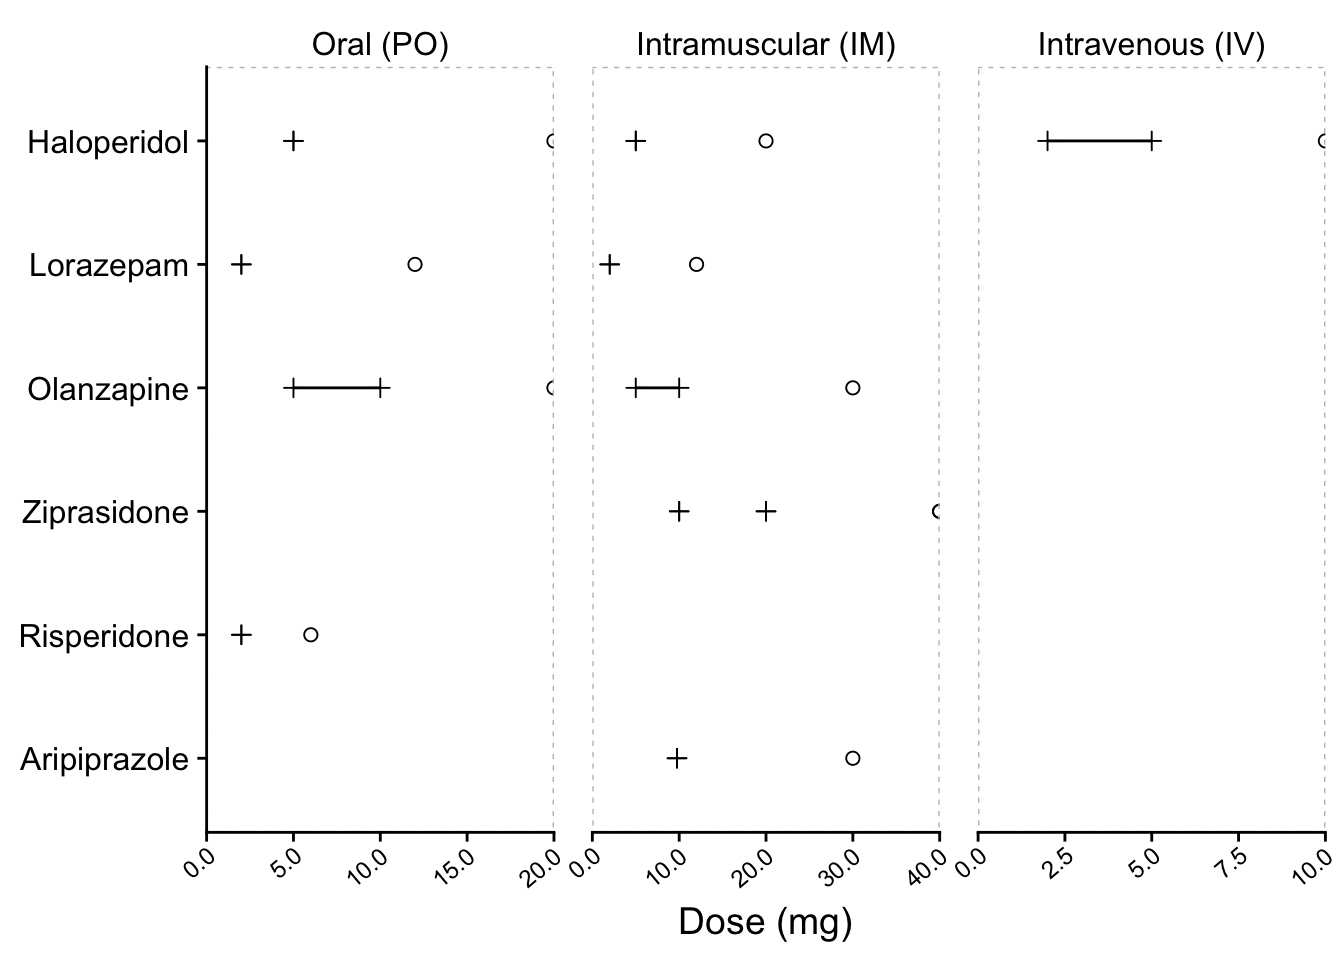 Oral (PO) Intramuscular (IM) Intravenous (IV)
Haloperidol
Lorazepam
Olanzapine
Ziprasidone
Risperidone
Aripiprazole
0.0 5.0 10.0 15.0 20.0 0.0 10.0 20.0 30.0 40.0 0.0 2.5 5.0 7.5 10.0
Dose (mg)